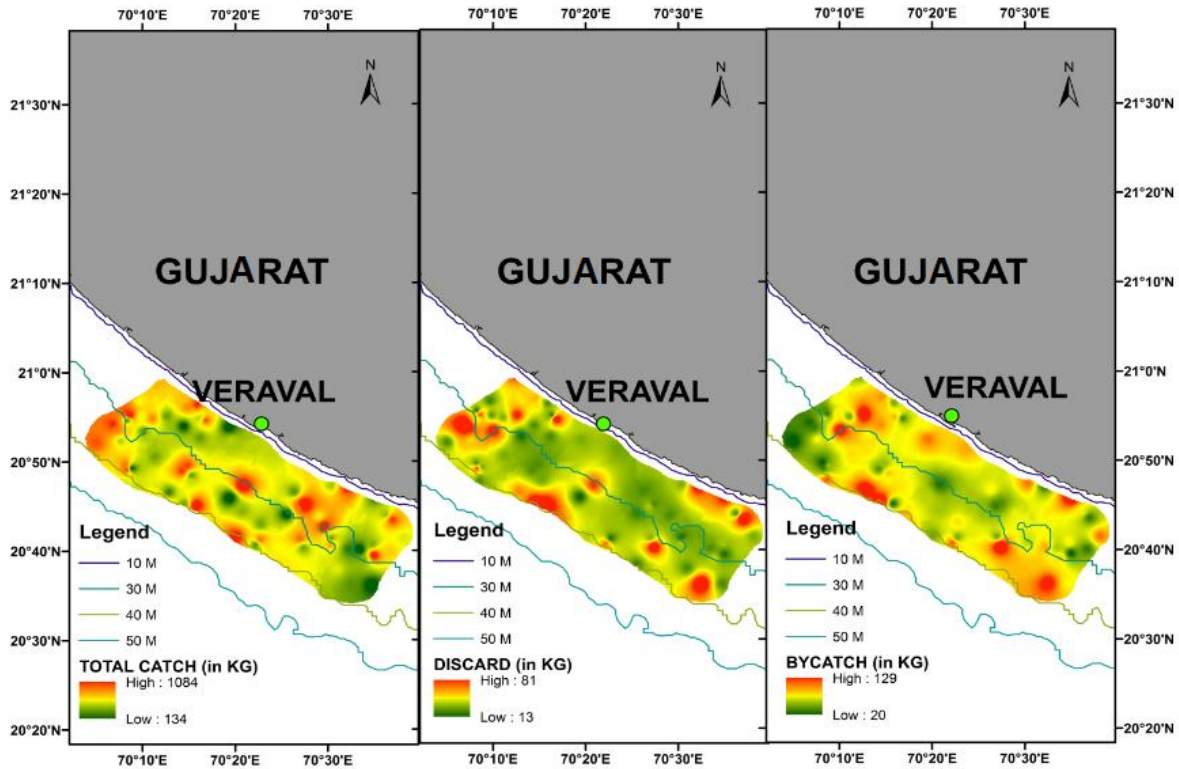 70°10'E 70°20'E 70°30'E 70°10'E 70°20'E 70°30'E 70°10'E 70°20'E 70°30'E
N N N
21°30'N 21°30'N
21°20'N 21°20'N
GUJARAT GUJARAT GUJARAT
21°10'N 21°10'N
21°0'N 21°0'N
VERAVAL VERAVAL VERAVAL
20°50'N 20°50'N
Legend Legend Legend
20°40'N 20°40'N
10 M 10 M 10 M
30 M 30 M 30 M
40 M 40 M 40 M
20°30'N 20°30'N
50 M 50 M 50 M
TOTAL CATCH (in KG) DISCARD (in KG) BYCATCH (in KG)
High : 1084 High : 81 High : 129
Low : 134 Low : 13 Low : 20
20°20'N 20°20'N
70°10'E 70°20'E 70°30'E 70°10'E 70°20'E 70°30'E 70°10'E 70°20'E 70°30'E